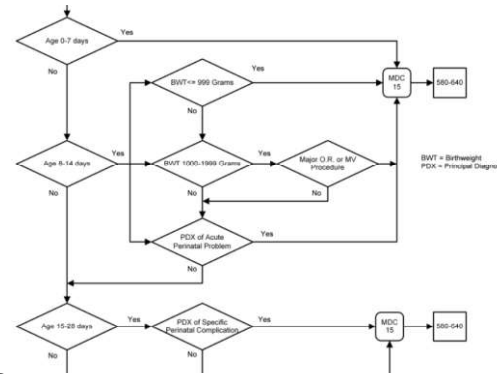 Age 0-7 days
Yes
No
MDC
15
580-640
BWT<= 999 Grams
Yes
No
Age 8-14 days
Yes
No
BWT 1000-1999 Grams
Yes
No
Major O.R. or MV
Procedure
No
BWT = Birthweight
PDX = Principal Diagno
PDX of Acute
Perinatal Problem
Yes
No
Age 15-28 days
Yes
No
PDX of Specific
Perinatal Complication
Yes
No
MDC
15
580-640